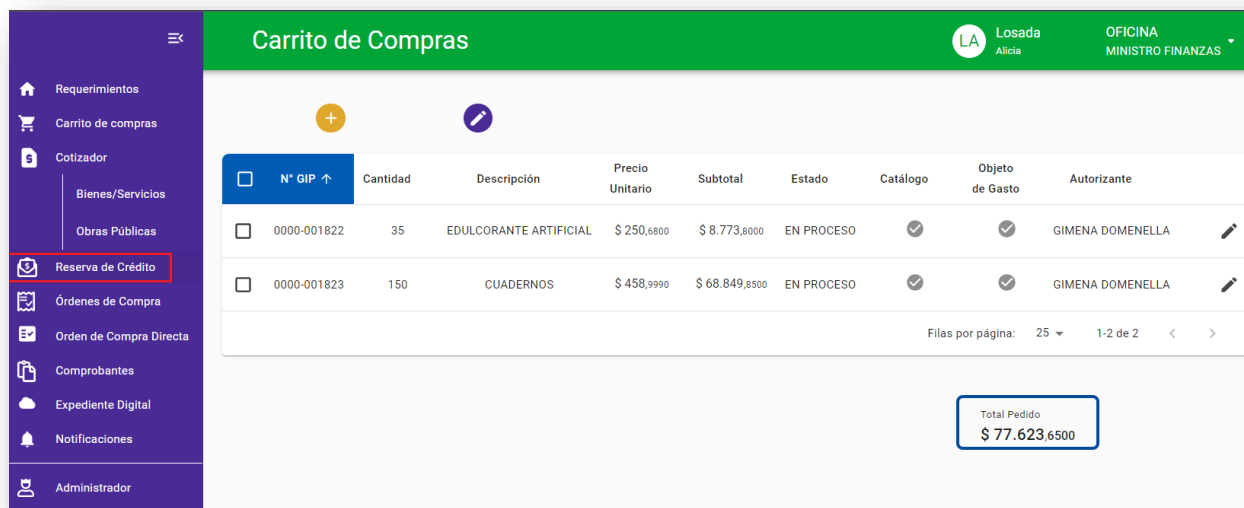 Carrito de Compras
LA
Losada
Alicia
OFICINA
MINISTRO FINANZAS
Requerimientos
Carrito de compras
Cotizador
Bienes/Servicios
Obras Públicas
Reserva de Crédito
Órdenes de Compra
Orden de Compra Directa
Comprobantes
Expediente Digital
Notificaciones
Administrador
N° GIP Cantidad Descripción Precio Unitario Subtotal Estado Catálogo Objeto de Gasto Autorizante
0000-001822 35 EDULCORANTE ARTIFICIAL $ 250,6800 $ 8.773,8000 EN PROCESO GIMENA DOMENELLA
0000-001823 150 CUADERNOS $ 458,9990 $ 68.849,8500 EN PROCESO GIMENA DOMENELLA
Filas por página: 25 1-2 de 2
Total Pedido
$ 77.623,6500